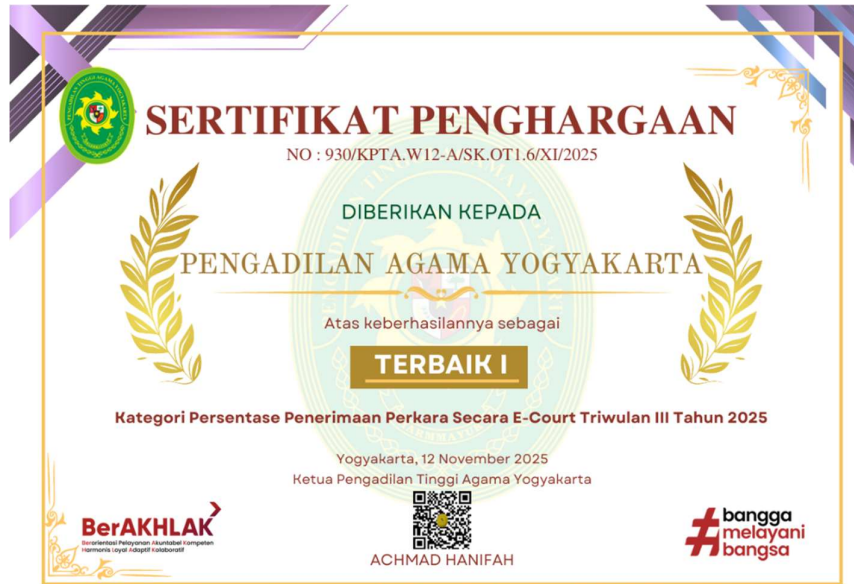 SERTIFIKAT PENGHARGAAN
NO : 930/KPTA.W12-A/SK.OT1.6/XI/2025
DIBERIKAN KEPADA
PENGADILAN AGAMA YOGYAKARTA
Atas keberhasilannya sebagai
TERBAIK I
Kategori Persentase Penerimaan Perkara Secara E-Court Triwulan III Tahun 2025
Yogyakarta, 12 November 2025
Ketua Pengadilan Tinggi Agama Yogyakarta
ACHMAD HANIFAH
BerAKHLAK
Berorientasi Pelayanan Akuntabel Kompeten
Harmonis Loyal Adaptif Kolaboratif
#bangga
melayani
bangsa